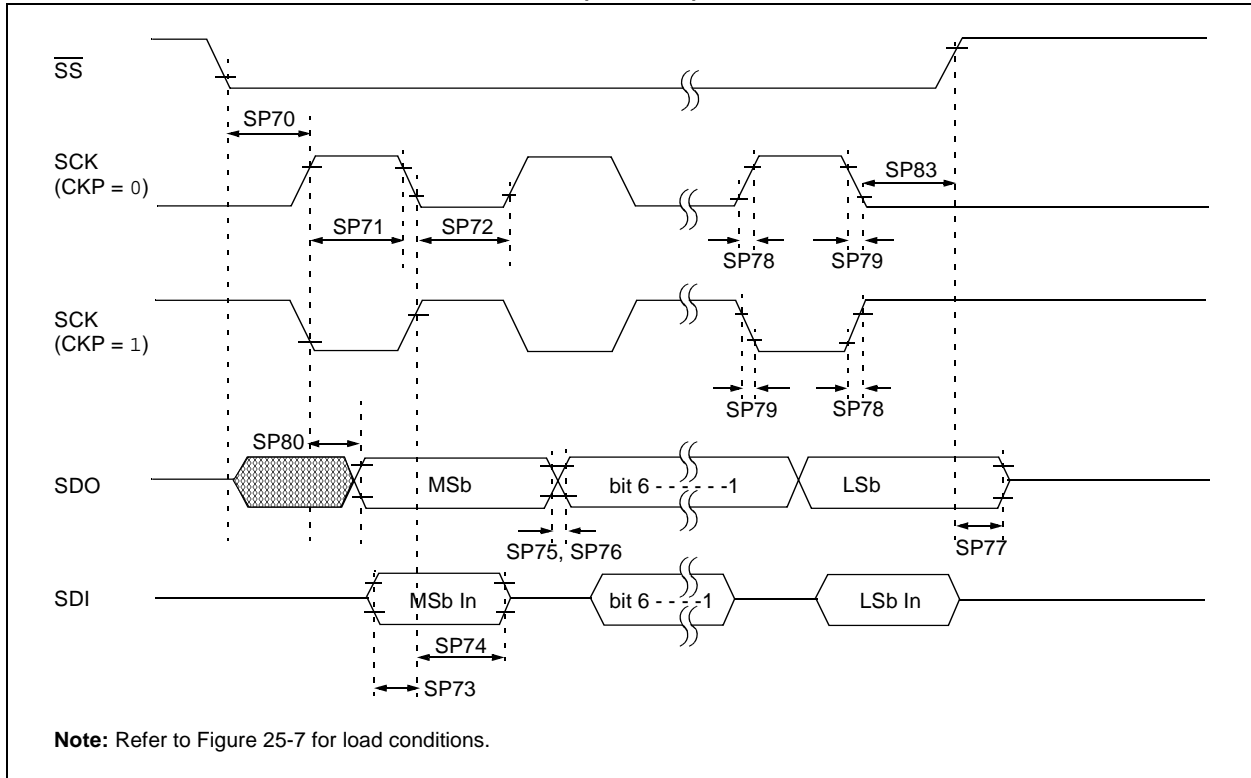 SS
SP70
SCK
(CKP = 0)
SP83
SP71
SP72
SP78
SP79
SCK
(CKP = 1)
SP79
SP78
SP80
SDO
MSb
bit 6 - - - - - -1
LSb
SP75, SP76
SP77
SDI
MSb In
bit 6 - - - -1
LSb In
SP74
SP73
Note: Refer to Figure 25-7 for load conditions.